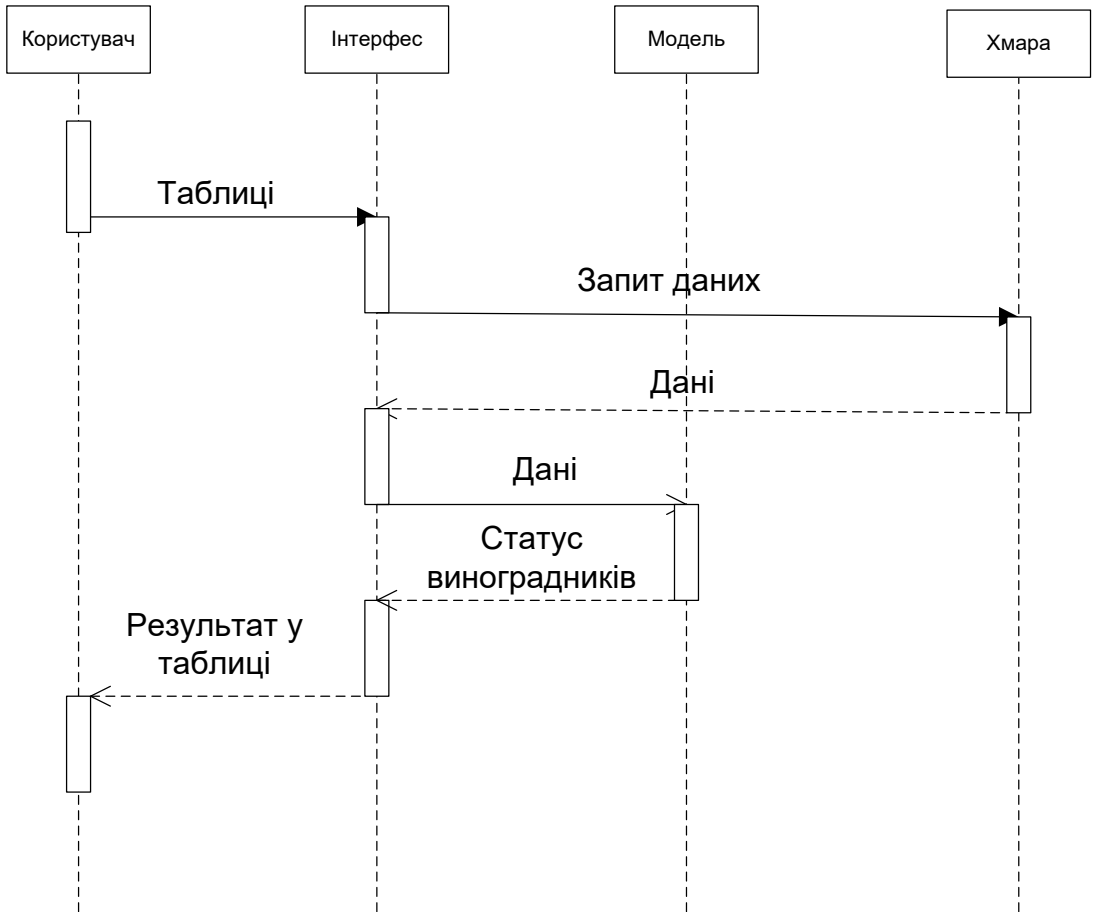 Користувач
Інтерфес
Модель
Хмара
Таблиці
Запит даних
Дані
Дані
Статус
виноградників
Результат у
таблиці